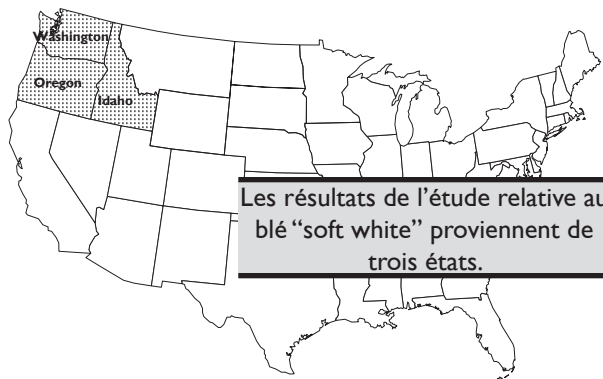 Washington
Oregon
Idaho
Les résultats de l’étude relative au
blé “soft white” proviennent de
trois états.